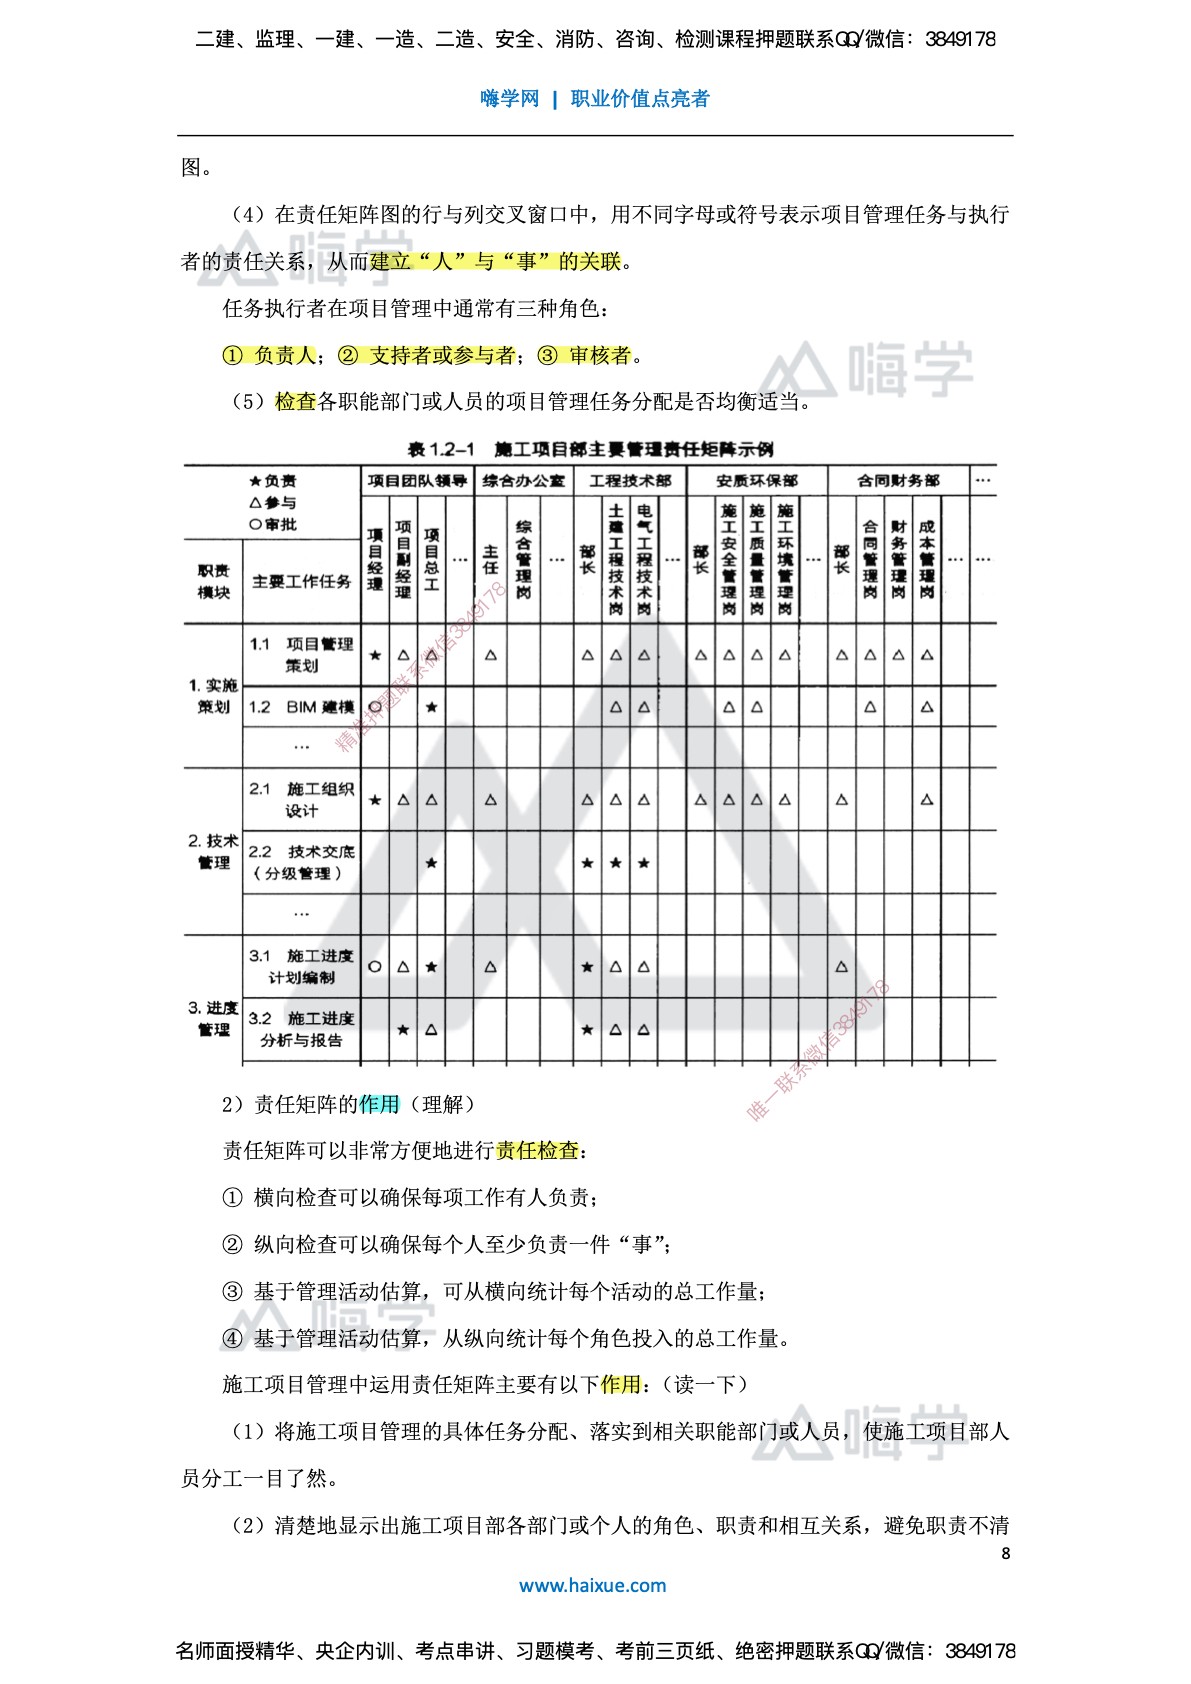 二建、监理、一建、一造、二造、安全、消防、咨询、检测课程押题联系QQ/微信：3849178
嗨学网 | 职业价值点亮者
图。
（4）在责任矩阵图的行与列交叉窗口中，用不同字母或符号表示项目管理任务与执行
者的责任关系，从而建立“人”与“事”的关联。
任务执行者在项目管理中通常有三种角色：
① 负责人；② 支持者或参与者；③ 审核者。
（5）检查各职能部门或人员的项目管理任务分配是否均衡适当。
嗨学
嗨学
表 1.2-1 施工项目部主要管理责任矩阵示例
★负责
△参与
○审批
项目团队领导 综合办公室 工程技术部 安质环保部 合同财务部 …
职责模块 主要工作任务 项目经理 项目副经理 项目总工 … 主任 综合管理岗 … 部长 土建工程技术岗 电气工程技术岗 … 部长 施工安全管理岗 施工质量管理岗 施工环境管理岗 … 部长 合同管理岗 财务管理岗 成本管理岗 … …
1. 实施策划
1.1 项目管理策划 ★ △ △ △ △ △ △ △ △ △ △ △ △ △ △
1.2 BIM 建模 ○ ★ △ △ △ △ △ △
…
2. 技术管理
2.1 施工组织设计 ★ △ △ △ △ △ △ △ △ △ △ △ △
2.2 技术交底（分级管理） ★ ★ ★ ★
…
3. 进度管理
3.1 施工进度计划编制 ○ △ ★ △ ★ △ △ △
3.2 施工进度分析与报告 ★ △ ★ △ △
精准押题联系微信3849178
唯一联系微信3849178
2）责任矩阵的作用（理解）
责任矩阵可以非常方便地进行责任检查：
① 横向检查可以确保每项工作有人负责；
② 纵向检查可以确保每个人至少负责一件“事”；
③ 基于管理活动估算，可从横向统计每个活动的总工作量；
④ 基于管理活动估算，从纵向统计每个角色投入的总工作量。
嗨学
施工项目管理中运用责任矩阵主要有以下作用：（读一下）
（1）将施工项目管理的具体任务分配、落实到相关职能部门或人员，使施工项目部人
员分工一目了然。
嗨学
（2）清楚地显示出施工项目部各部门或个人的角色、职责和相互关系，避免职责不清
8
www.haixue.com
名师面授精华、央企内训、考点串讲、习题模考、考前三页纸、绝密押题联系QQ/微信：3849178